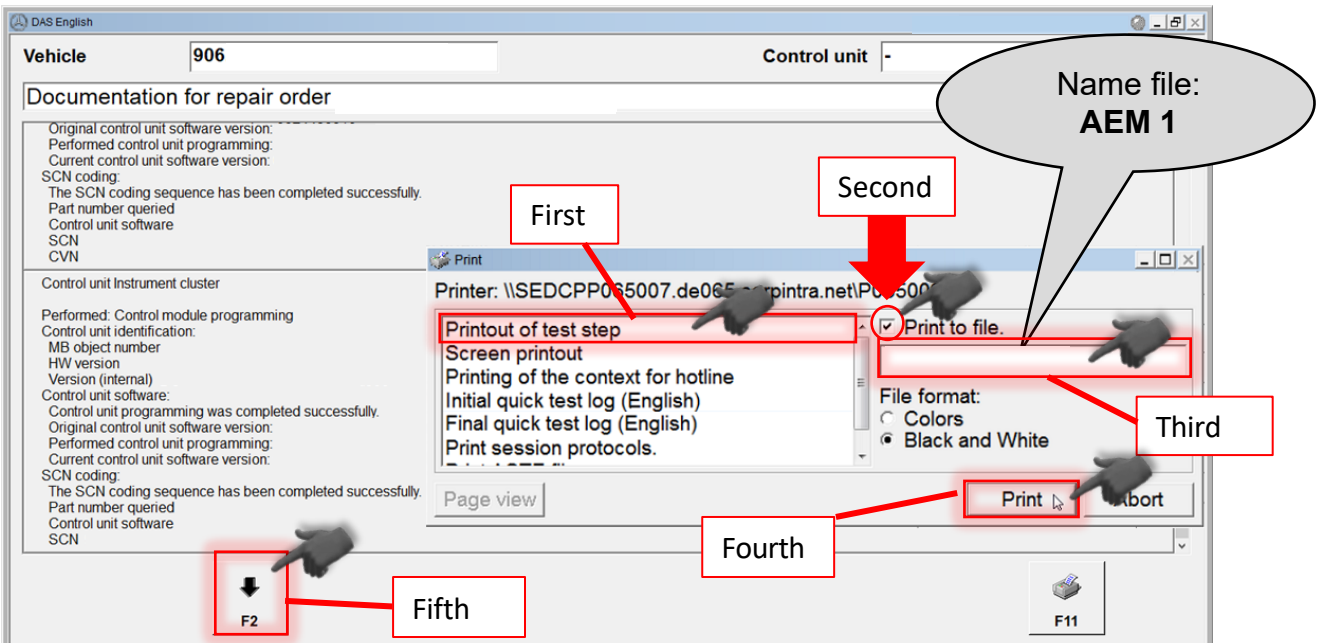 DAS English
Vehicle 906 Control unit -
Name file:
AEM 1
Documentation for repair order
Original control unit software version:
Performed control unit programming:
Current control unit software version:
SCN coding:
The SCN coding sequence has been completed successfully.
Part number queried
Control unit software
SCN
CVN
Control unit Instrument cluster
Performed: Control module programming
Control unit identification:
MB object number
HW version
Version (internal)
Control unit software:
Control unit programming was completed successfully.
Original control unit software version:
Performed control unit programming:
Current control unit software version:
SCN coding:
The SCN coding sequence has been completed successfully.
Part number queried
Control unit software
SCN
First
Second
Print
Printer: \\SEDCPP065007.de065
Printout of test step
Screen printout
Printing of the context for hotline
Initial quick test log (English)
Final quick test log (English)
Print session protocols.
Print to file.
File format:
Colors
Black and White
Third
Page view
Print
Abort
Fourth
Fifth
F2
F11